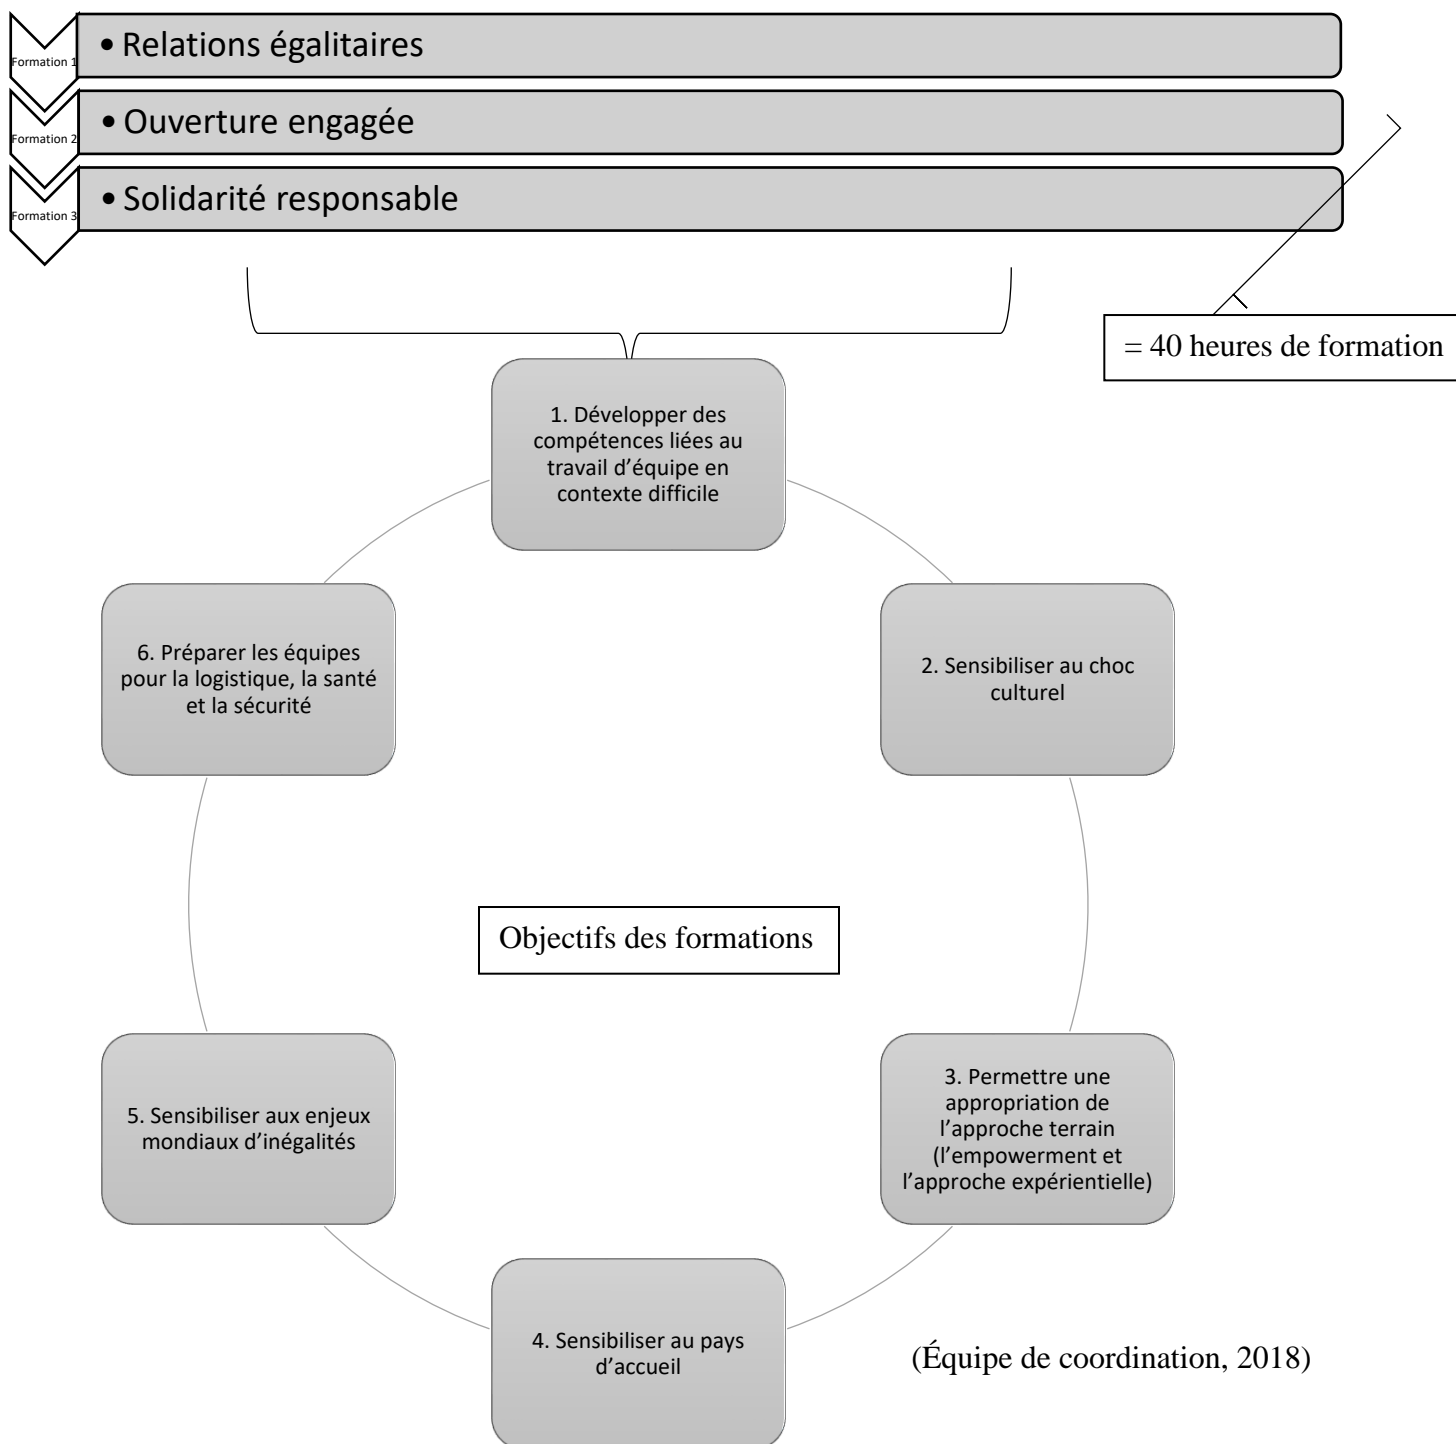 Formation 1
• Relations égalitaires
Formation 2
• Ouverture engagée
Formation 3
• Solidarité responsable
= 40 heures de formation
1. Développer des
compétences liées au
travail d’équipe en
contexte difficile
2. Sensibiliser au choc
culturel
3. Permettre une
appropriation de
l’approche terrain
(l’empowerment et
l’approche expérientielle)
4. Sensibiliser au pays
d’accueil
5. Sensibiliser aux enjeux
mondiaux d’inégalités
6. Préparer les équipes
pour la logistique, la santé
et la sécurité
Objectifs des formations
(Équipe de coordination, 2018)